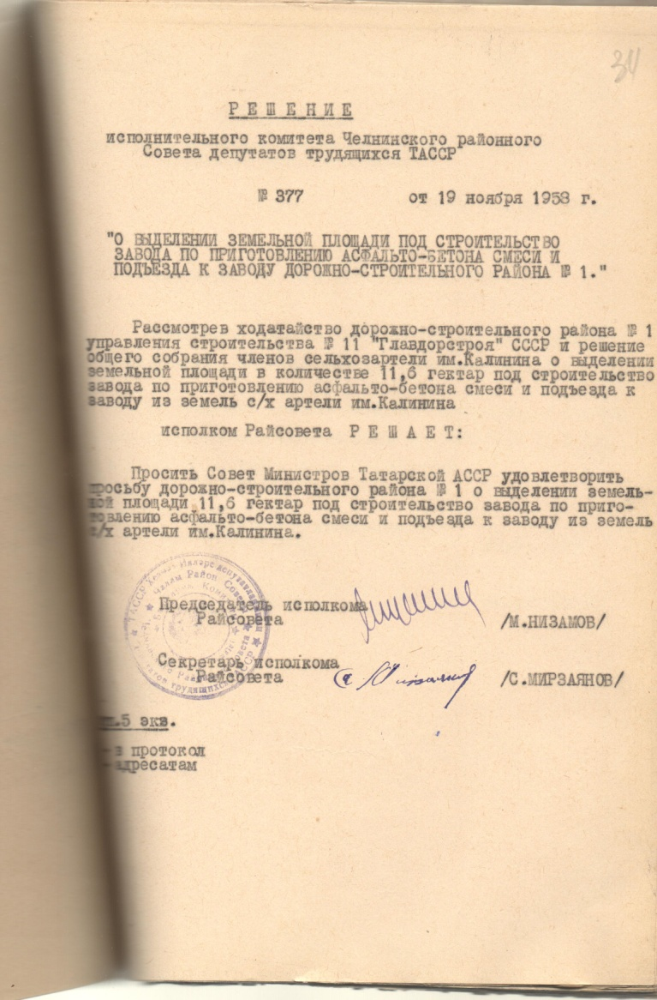 34
РЕШЕНИЕ
исполнительного комитета Челнинского районного
Совета депутатов трудящихся ТАССР
№ 377 от 19 ноября 1958 г.
"О ВЫДЕЛЕНИИ ЗЕМЕЛЬНОЙ ПЛОЩАДИ ПОД СТРОИТЕЛЬСТВО
ЗАВОДА ПО ПРИГОТОВЛЕНИЮ АСФАЛЬТО-БЕТОНА СМЕСИ И
ПОДЪЕЗДА К ЗАВОДУ ДОРОЖНО-СТРОИТЕЛЬНОГО РАЙОНА № 1."
Рассмотрев ходатайство дорожно-строительного района № 1
управления строительства № 11 "Главдорстроя" СССР и решение
общего собрания членов сельхозартели им.Калинина о выделении
земельной площади в количестве 11,6 гектар под строительство
завода по приготовлению асфальто-бетона смеси и подъезда к
заводу из земель с/х артели им.Калинина
исполком Райсовета РЕШАЕТ:
Просить Совет Министров Татарской АССР удовлетворить
просьбу дорожно-строительного района № 1 о выделении земель-
ной площади 11,6 гектар под строительство завода по приго-
товлению асфальто-бетона смеси и подъезда к заводу из земель
с/х артели им.Калинина.
Председатель исполкома
Райсовета /М.НИЗАМОВ/
Секретарь исполкома
Райсовета /С.МИРЗАЯНОВ/
5 экз.
в протокол
адресатам